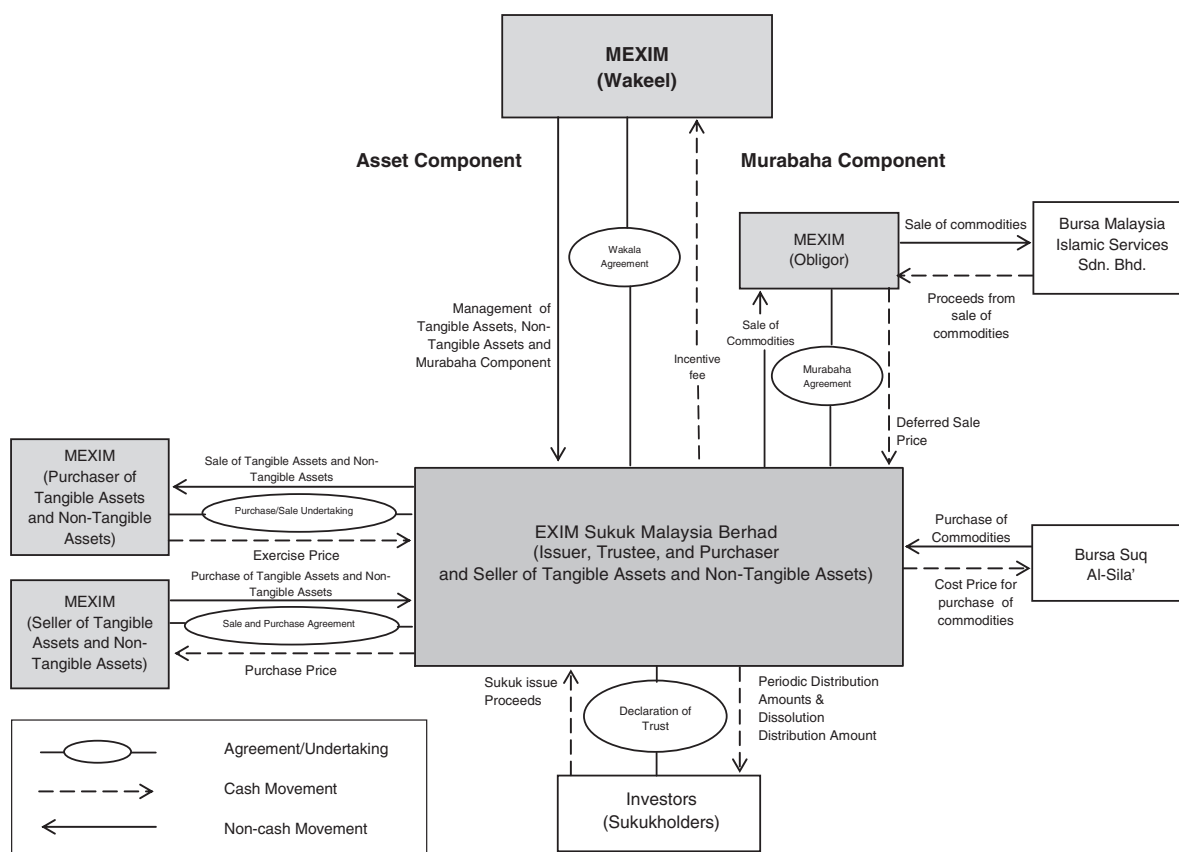 MEXIM
(Wakeel)
Asset Component
Murabaha Component
Wakala
Agreement
Management of
Tangible Assets, Non-
Tangible Assets and
Murabaha Component
Incentive
fee
MEXIM
(Obligor)
Sale of commodities
Bursa Malaysia
Islamic Services
Sdn. Bhd.
Proceeds from
sale of
commodities
Sale of
Commodities
Murabaha
Agreement
Deferred Sale
Price
MEXIM
(Purchaser of
Tangible Assets
and Non-Tangible
Assets)
Sale of Tangible Assets and Non-
Tangible Assets
Purchase/Sale Undertaking
Exercise Price
MEXIM
(Seller of Tangible
Assets and Non-
Tangible Assets)
Purchase of Tangible Assets and Non-
Tangible Assets
Sale and Purchase Agreement
Purchase Price
EXIM Sukuk Malaysia Berhad
(Issuer, Trustee, and Purchaser
and Seller of Tangible Assets and Non-Tangible Assets)
Purchase of
Commodities
Cost Price for
purchase of
commodities
Bursa Suq
Al-Sila'
Sukuk issue
Proceeds
Declaration of
Trust
Periodic Distribution
Amounts &
Dissolution
Distribution Amount
Investors
(Sukukholders)
Agreement/Undertaking
Cash Movement
Non-cash Movement